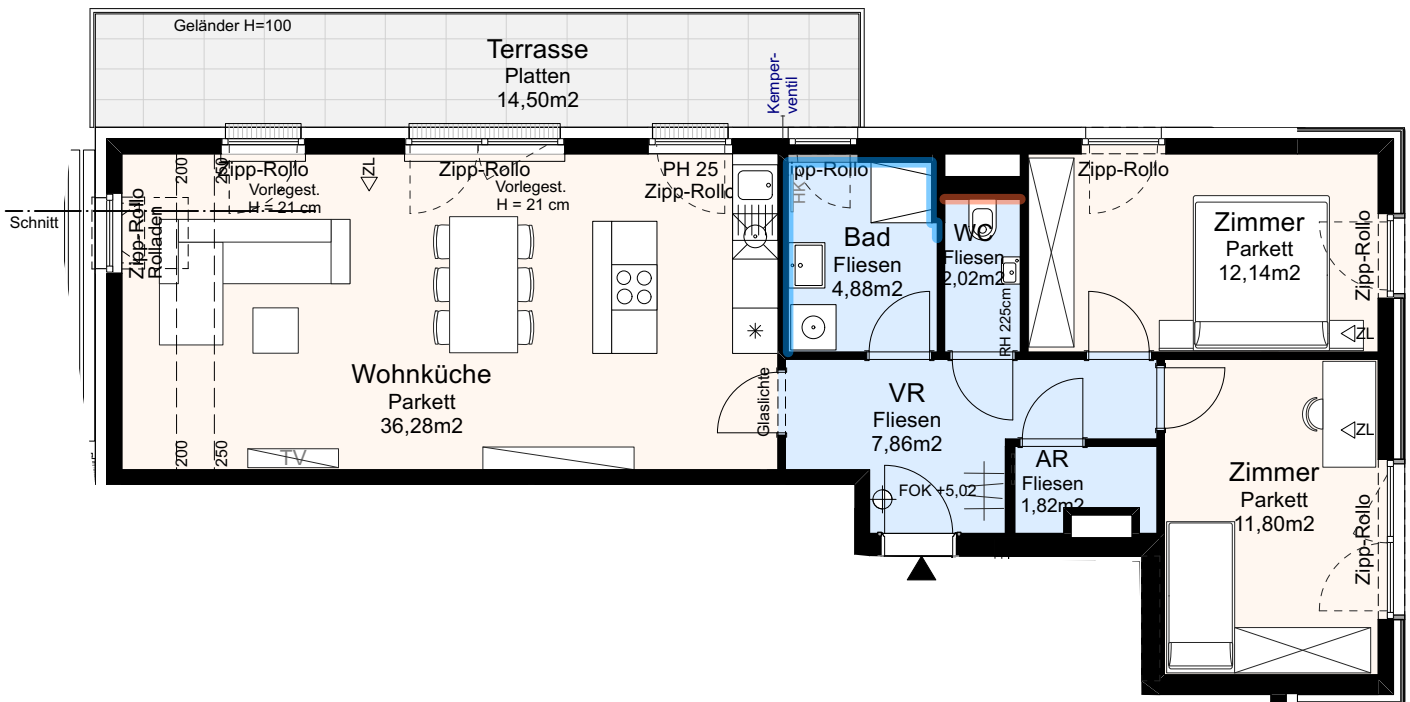 Geländer H=100
Terrasse
Platten
14,50m2
Kemper-
ventil
200
250
Zipp-Rollo
Vorlegest.
H = 21 cm
ZL
Zipp-Rollo
Vorlegest.
H = 21 cm
PH 25
Zipp-Rollo
Zipp-Rollo
HK
Zipp-Rollo
Schnitt
Zipp-Rollo
Rolladen
Bad
Fliesen
4,88m2
WC
Fliesen
2,02m2
RH 225cm
Zimmer
Parkett
12,14m2
Zipp-Rollo
ZL
Wohnküche
Parkett
36,28m2
Glaslichte
VR
Fliesen
7,86m2
ZL
200
250
TV
AR
Fliesen
1,82m2
FOK +5,02
Zimmer
Parkett
11,80m2
Zipp-Rollo